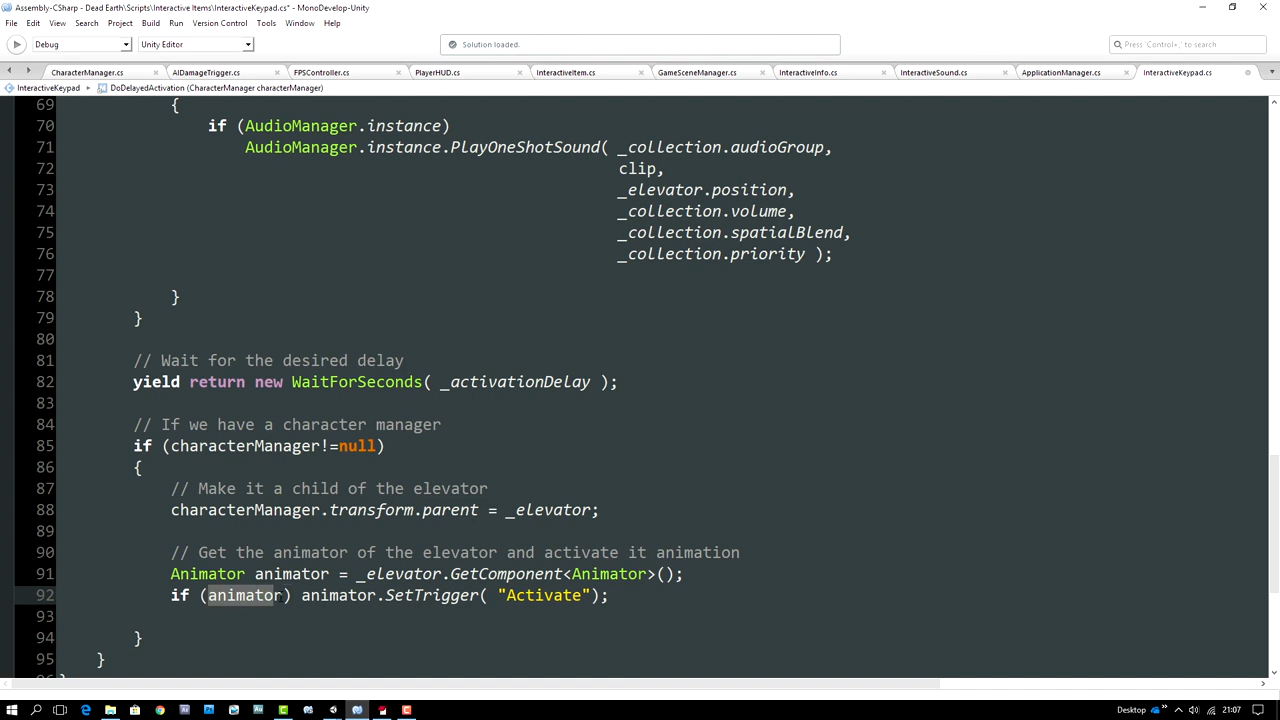 Assembly-CSharp - Dead Earth\Scripts\Interactive Items\InteractiveKeypad.cs* - MonoDevelop-Unity
File Edit View Search Project Build Run Version Control Tools Window Help
Debug Unity Editor Solution loaded. Press 'Control+,' to search
CharacterManager.cs AIDamageTrigger.cs FPSController.cs PlayerHUD.cs InteractiveItem.cs GameSceneManager.cs InteractiveInfo.cs InteractiveSound.cs ApplicationManager.cs InteractiveKeypad.cs
InteractiveKeypad DoDelayedActivation (CharacterManager characterManager)
69 {
70 if (AudioManager.instance)
71 AudioManager.instance.PlayOneShotSound( _collection.audioGroup,
72 clip,
73 _elevator.position,
74 _collection.volume,
75 _collection.spatialBlend,
76 _collection.priority );
77
78 }
79 }
80
81 // Wait for the desired delay
82 yield return new WaitForSeconds( _activationDelay );
83
84 // If we have a character manager
85 if (characterManager!=null)
86 {
87 // Make it a child of the elevator
88 characterManager.transform.parent = _elevator;
89
90 // Get the animator of the elevator and activate it animation
91 Animator animator = _elevator.GetComponent<Animator>();
92 if (animator) animator.SetTrigger( "Activate");
93
94 }
95 }
96 }
Desktop 21:07